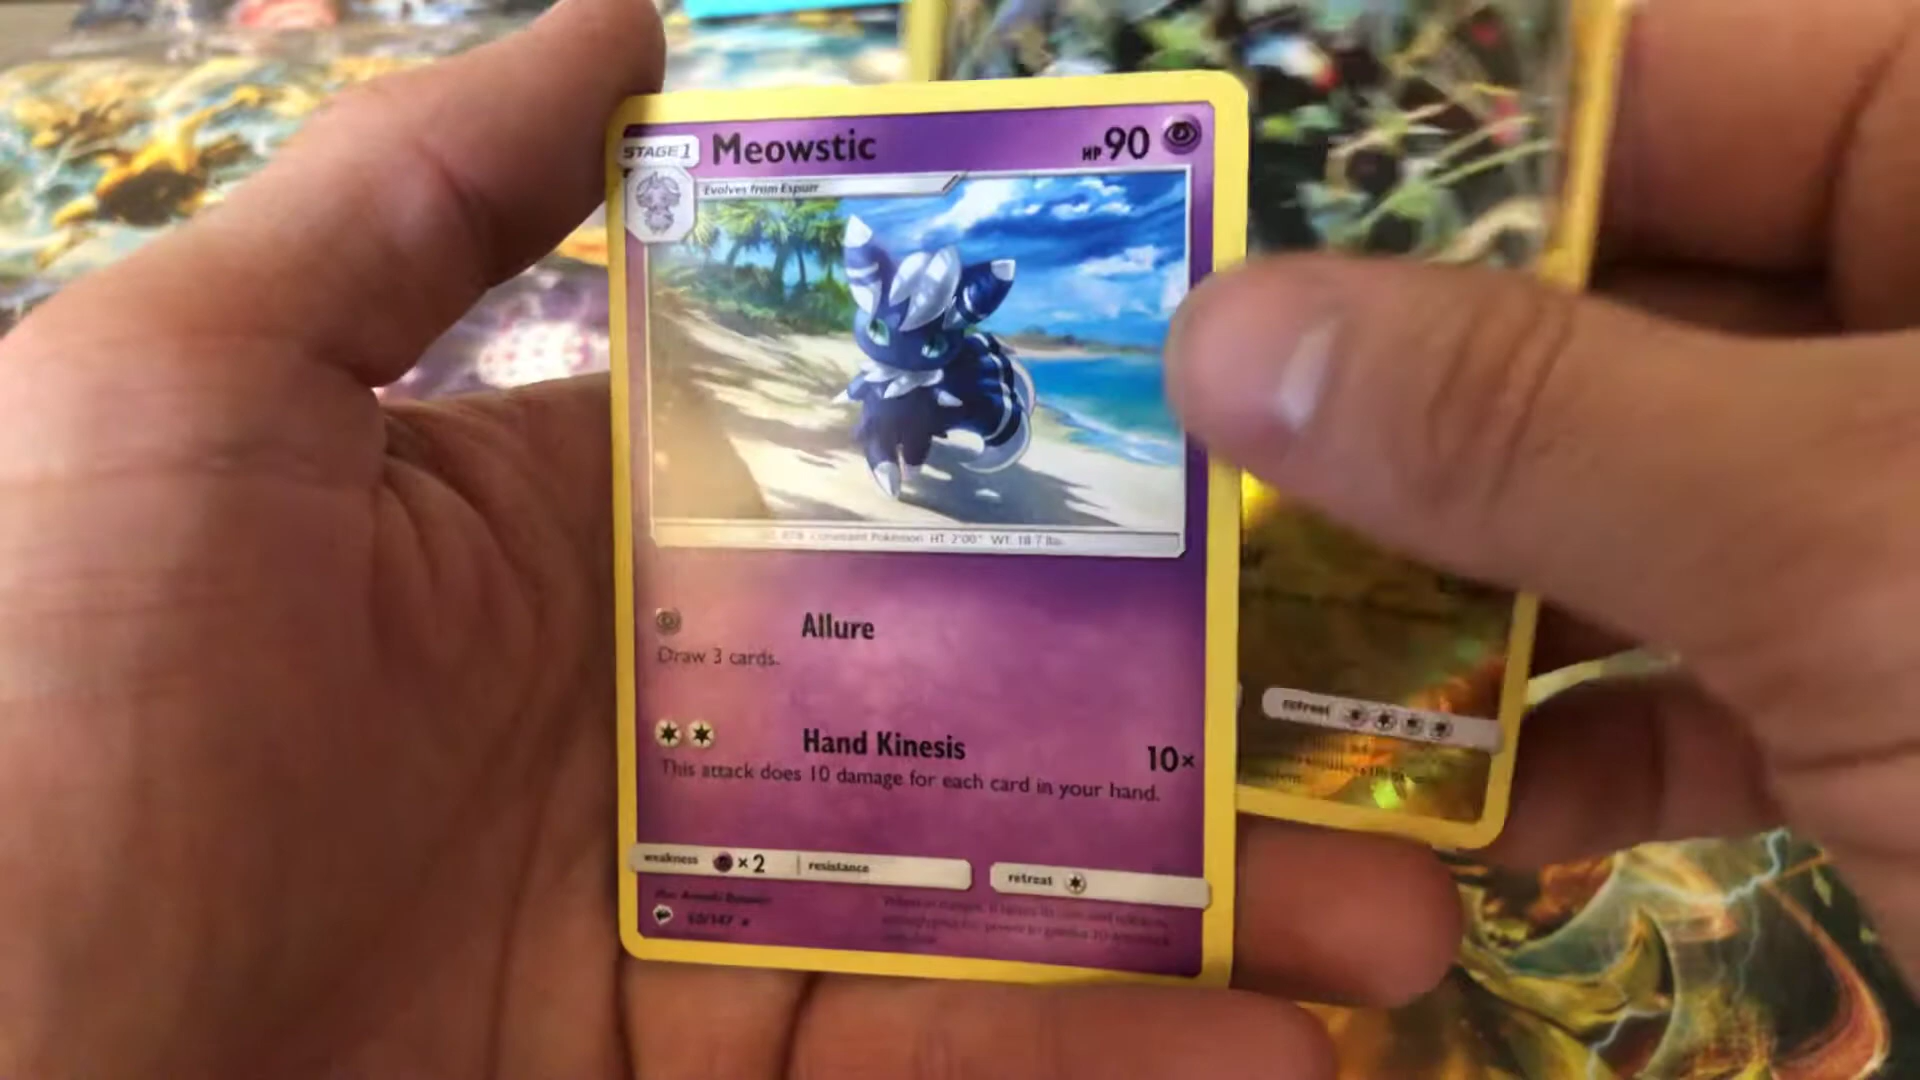 STAGE 1 Meowstic HP 90
Evolves from Espurr
HT. 2'00" WT. 18.7 lbs.
Allure
Draw 3 cards.
Hand Kinesis 10×
This attack does 10 damage for each card in your hand.
weakness ×2 resistance retreat
retreat